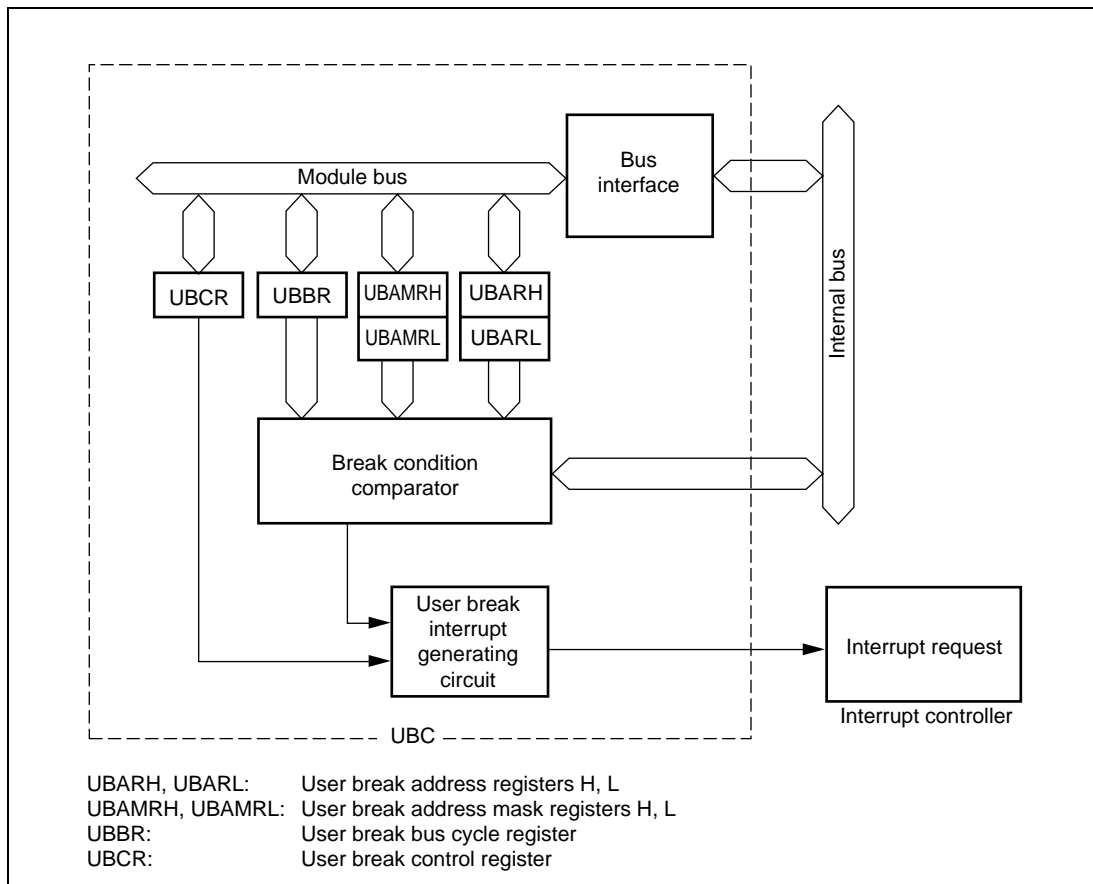 Bus
interface
Module bus
Internal bus
UBCR
UBBR
UBAMRH
UBARH
UBAMRL
UBARL
Break condition
comparator
User break
interrupt
generating
circuit
Interrupt request
Interrupt controller
UBC
UBARH, UBARL: User break address registers H, L
UBAMRH, UBAMRL: User break address mask registers H, L
UBBR: User break bus cycle register
UBCR: User break control register